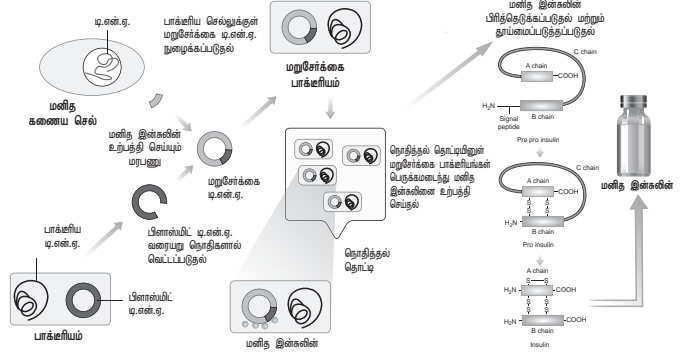 டி.என்.ஏ.
மனித
கணைய செல்
பாக்டீரிய செல்லுக்குள்
மறுசேர்க்கை டி.என்.ஏ.
நுழைக்கப்படுதல்
மறுசேர்க்கை
பாக்டீரியம்
மனித இன்சுலின்
பிரித்தெடுக்கப்படுதல் மற்றும்
தூய்மைப்படுத்தப்படுதல்
மனித இன்சுலின்
உற்பத்தி செய்யும்
மரபணு
மறுசேர்க்கை
டி.என்.ஏ.
பிளாஸ்மிட் டி.என்.ஏ.
வரையறு நொதிகளால்
வெட்டப்படுதல்
பாக்டீரிய
டி.என்.ஏ.
பிளாஸ்மிட்
டி.என்.ஏ.
பாக்டீரியம்
நொதித்தல் தொட்டியினுள்
மறுசேர்க்கை பாக்டீரியங்கள்
பெருக்கமடைந்து மனித
இன்சுலினை உற்பத்தி
செய்தல்
நொதித்தல்
தொட்டி
மனித இன்சுலின்
C chain
A chain
COOH
H₂N
Signal
peptide
B chain
Pre pro insulin
C chain
A chain
COOH
S S
S S
H₂N
B chain
Pro insulin
A chain
S S
H₂N COOH
S S
S S
H₂N COOH
B chain
Insulin
மனித இன்சுலின்